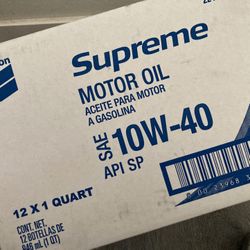 Supreme
MOTOR OIL
ACEITE PARA MOTOR
A GASOLINA
SAE 10W-40
API SP
12 X 1 QUART
CONT. NET.
12 BOTELLAS DE
946 mL (1 QT)